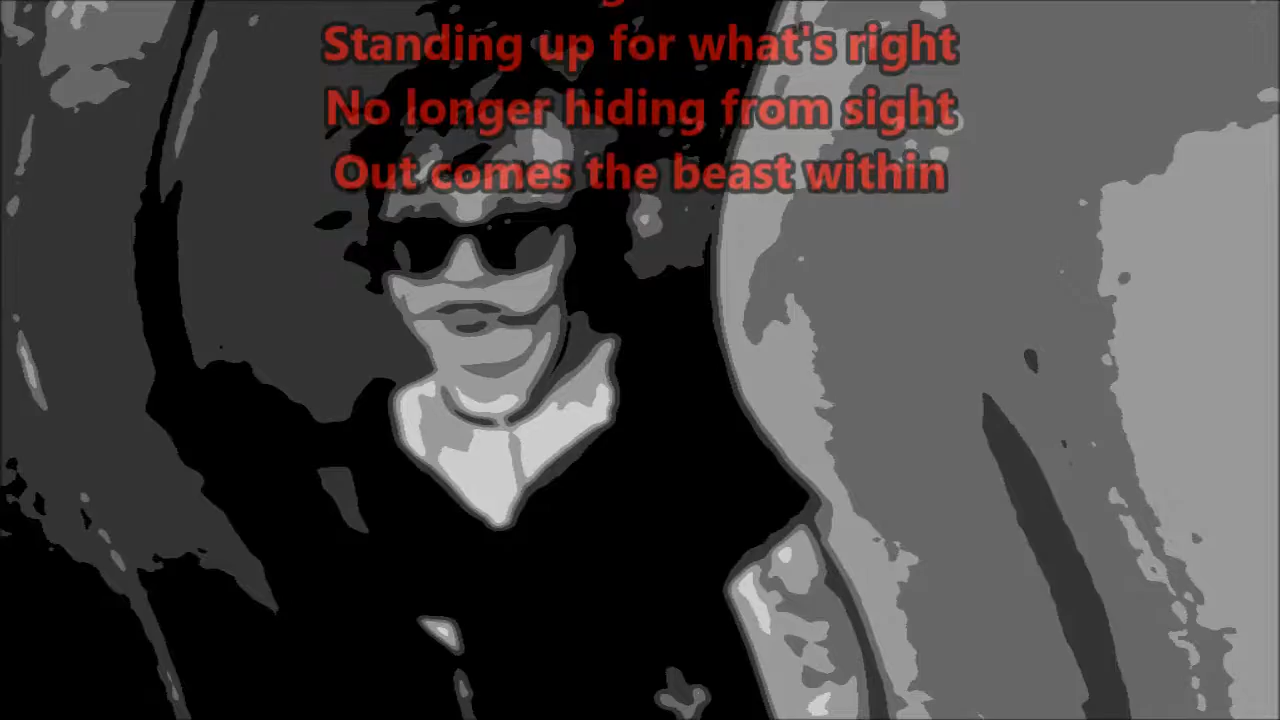 Standing up for what's right
No longer hiding from sight
Out comes the beast within